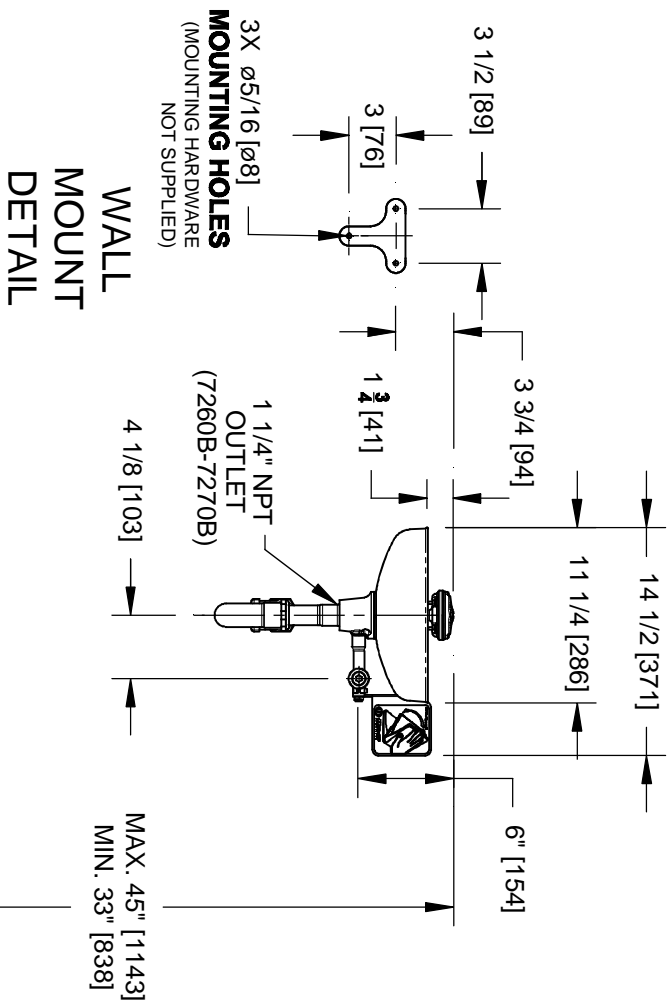 3 1/2 [89]
3 [76]
3X ø5/16 [ø8]
MOUNTING HOLES
(MOUNTING HARDWARE
NOT SUPPLIED)
WALL
MOUNT
DETAIL
3 3/4 [94]
1 3/4 [41]
1 1/4" NPT
OUTLET
(7260B-7270B)
4 1/8 [103]
14 1/2 [371]
11 1/4 [286]
6" [154]
MAX. 45" [1143]
MIN. 33" [838]